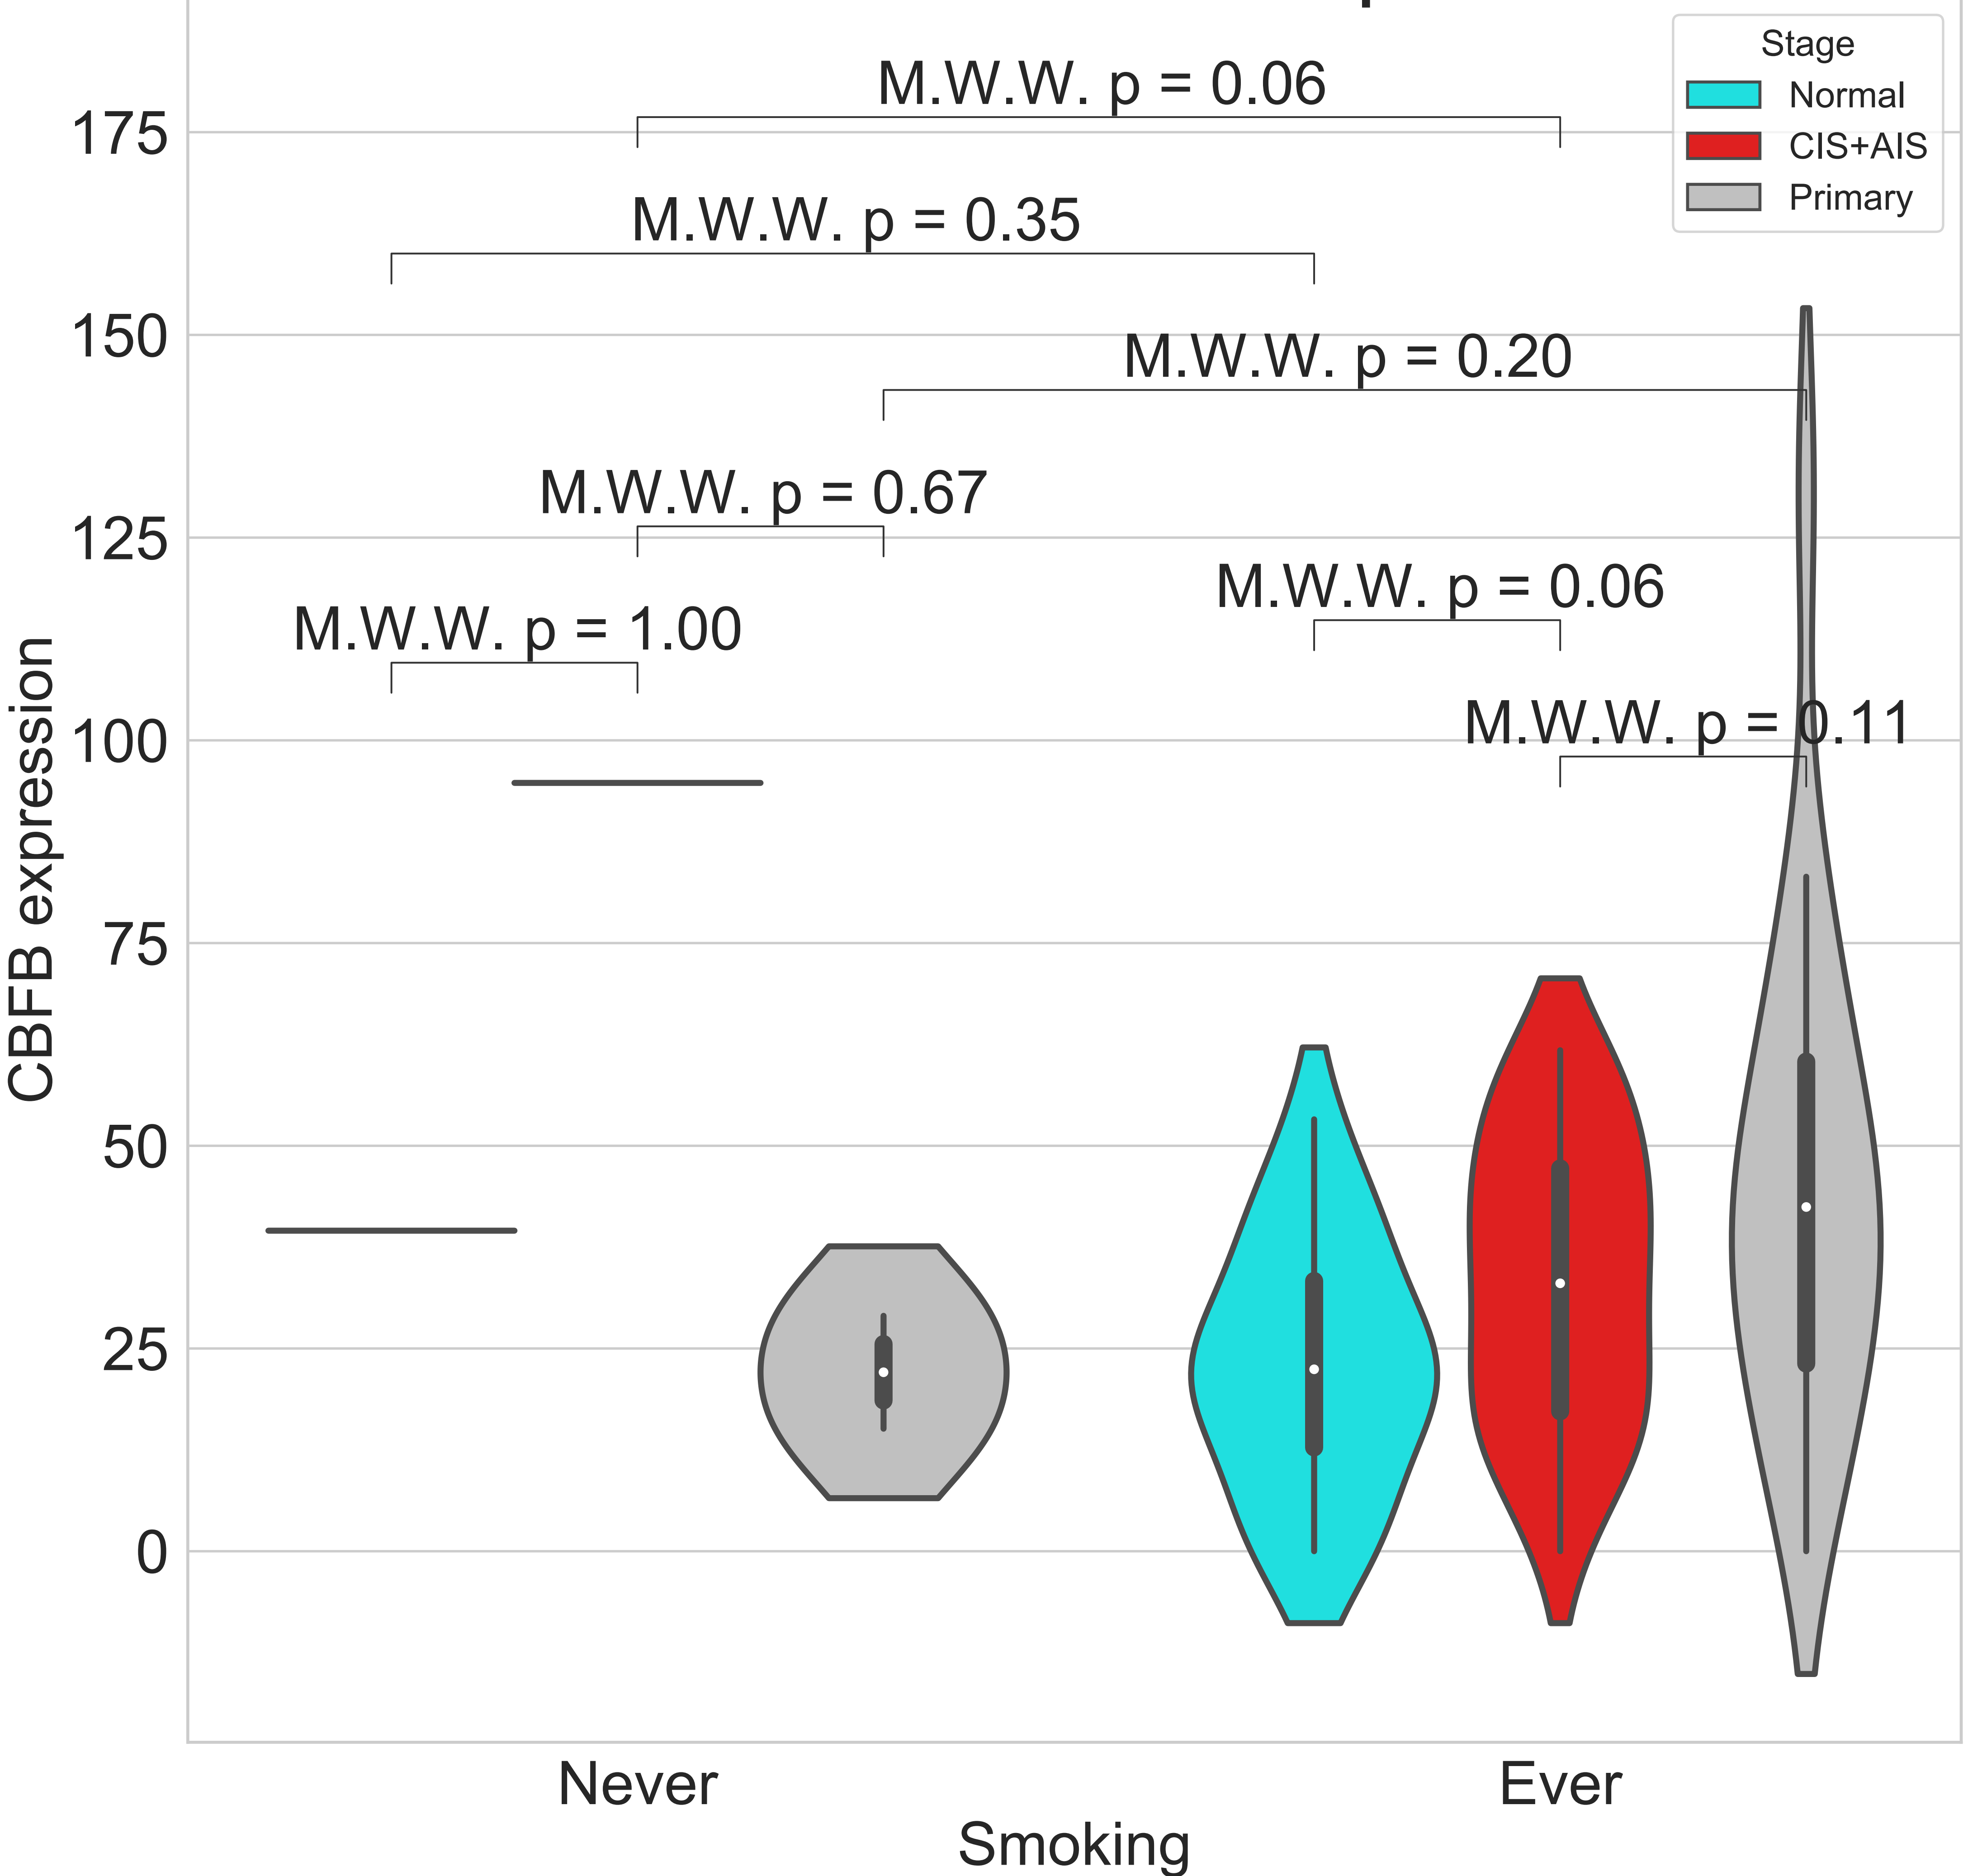 Stage
Normal
CIS+AIS
Primary
M.W.W. p = 0.06
M.W.W. p = 0.35
M.W.W. p = 0.20
M.W.W. p = 0.67
M.W.W. p = 0.06
M.W.W. p = 1.00
M.W.W. p = 0.11
175
150
125
100
75
50
25
0
CBFB expression
Never
Ever
Smoking